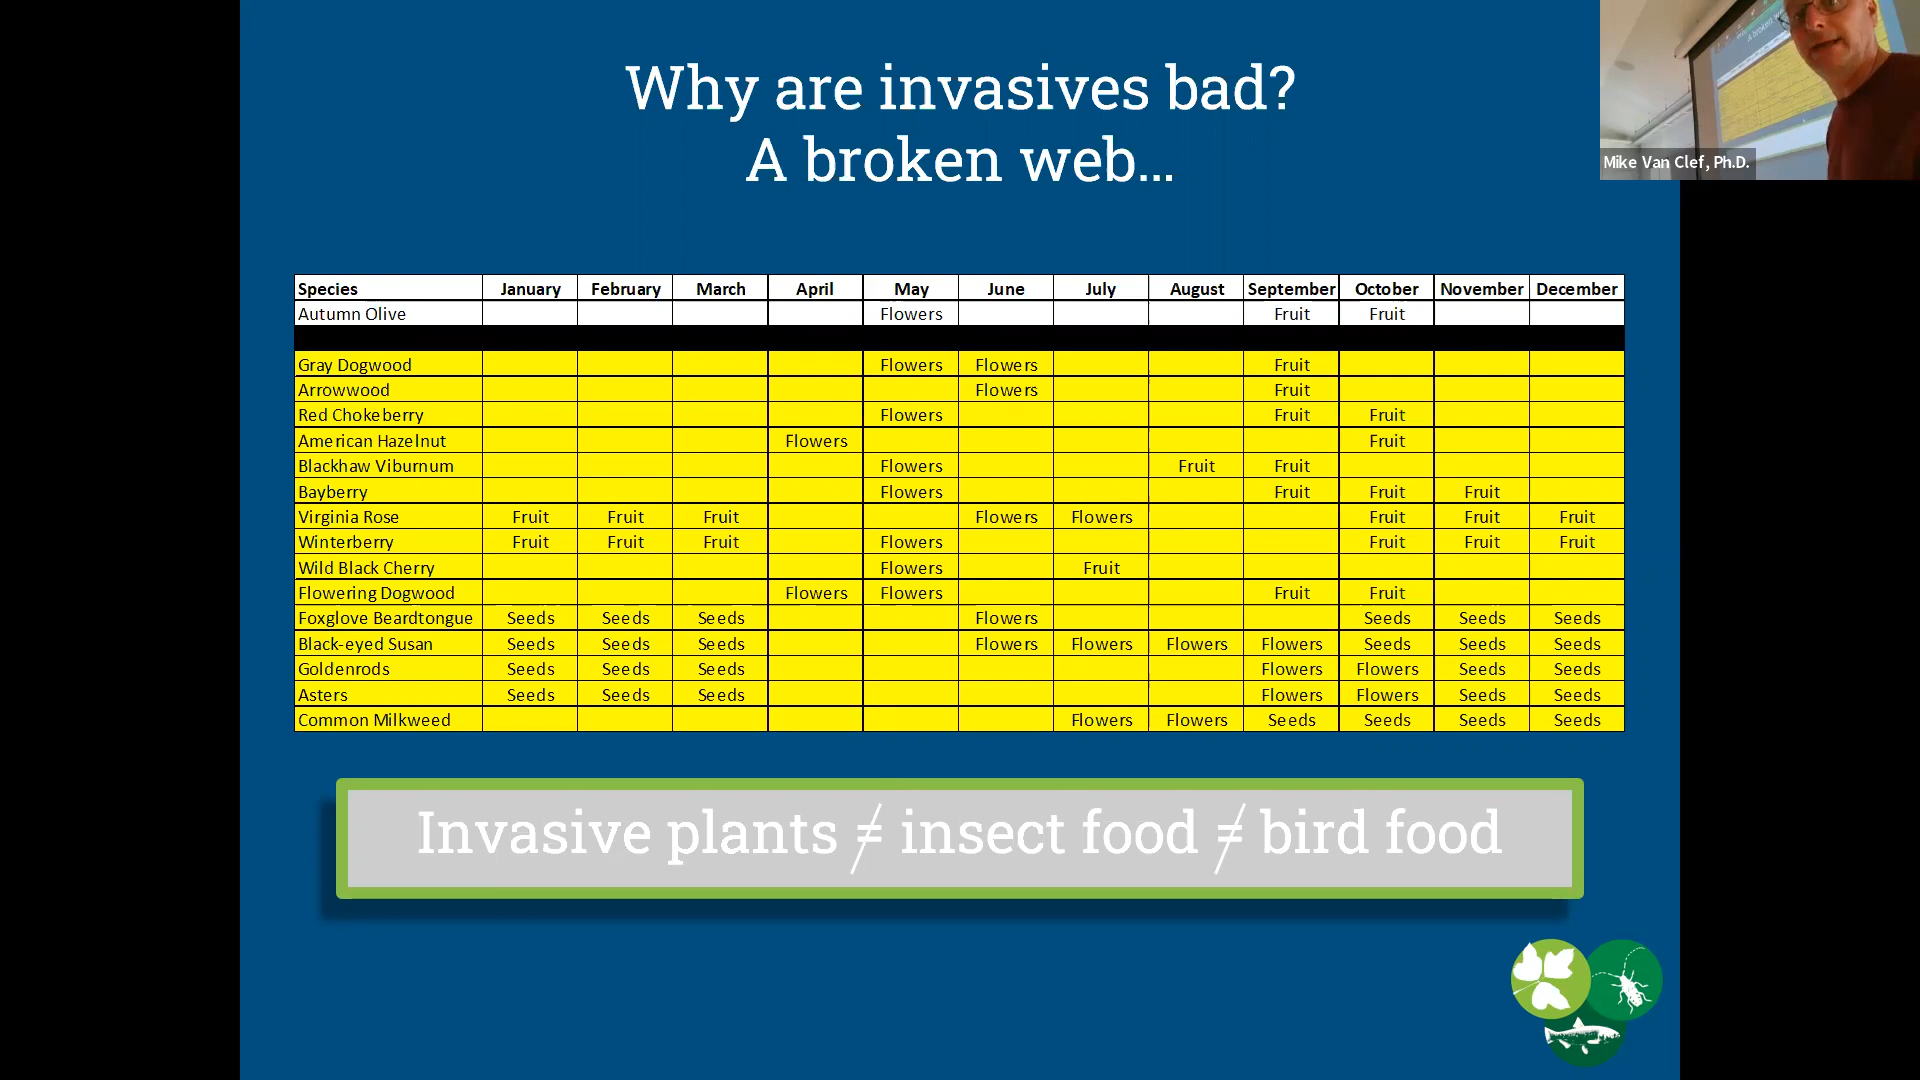 Why are invasives bad?
A broken web...
Mike Van Clef, Ph.D.
Species January February March April May June July August September October November December
Autumn Olive Flowers Fruit Fruit
Gray Dogwood Flowers Flowers Fruit
Arrowwood Flowers Fruit
Red Chokeberry Flowers Fruit Fruit
American Hazelnut Flowers Fruit
Blackhaw Viburnum Flowers Fruit Fruit
Bayberry Flowers Fruit Fruit Fruit
Virginia Rose Fruit Fruit Fruit Flowers Flowers Fruit Fruit Fruit
Winterberry Fruit Fruit Fruit Flowers Fruit Fruit Fruit
Wild Black Cherry Flowers Fruit
Flowering Dogwood Flowers Flowers Fruit Fruit
Foxglove Beardtongue Seeds Seeds Seeds Flowers Seeds Seeds Seeds
Black-eyed Susan Seeds Seeds Seeds Flowers Flowers Flowers Flowers Seeds Seeds Seeds
Goldenrods Seeds Seeds Seeds Flowers Flowers Seeds Seeds
Asters Seeds Seeds Seeds Flowers Flowers Seeds Seeds
Common Milkweed Flowers Flowers Seeds Seeds Seeds Seeds
Invasive plants ≠ insect food ≠ bird food